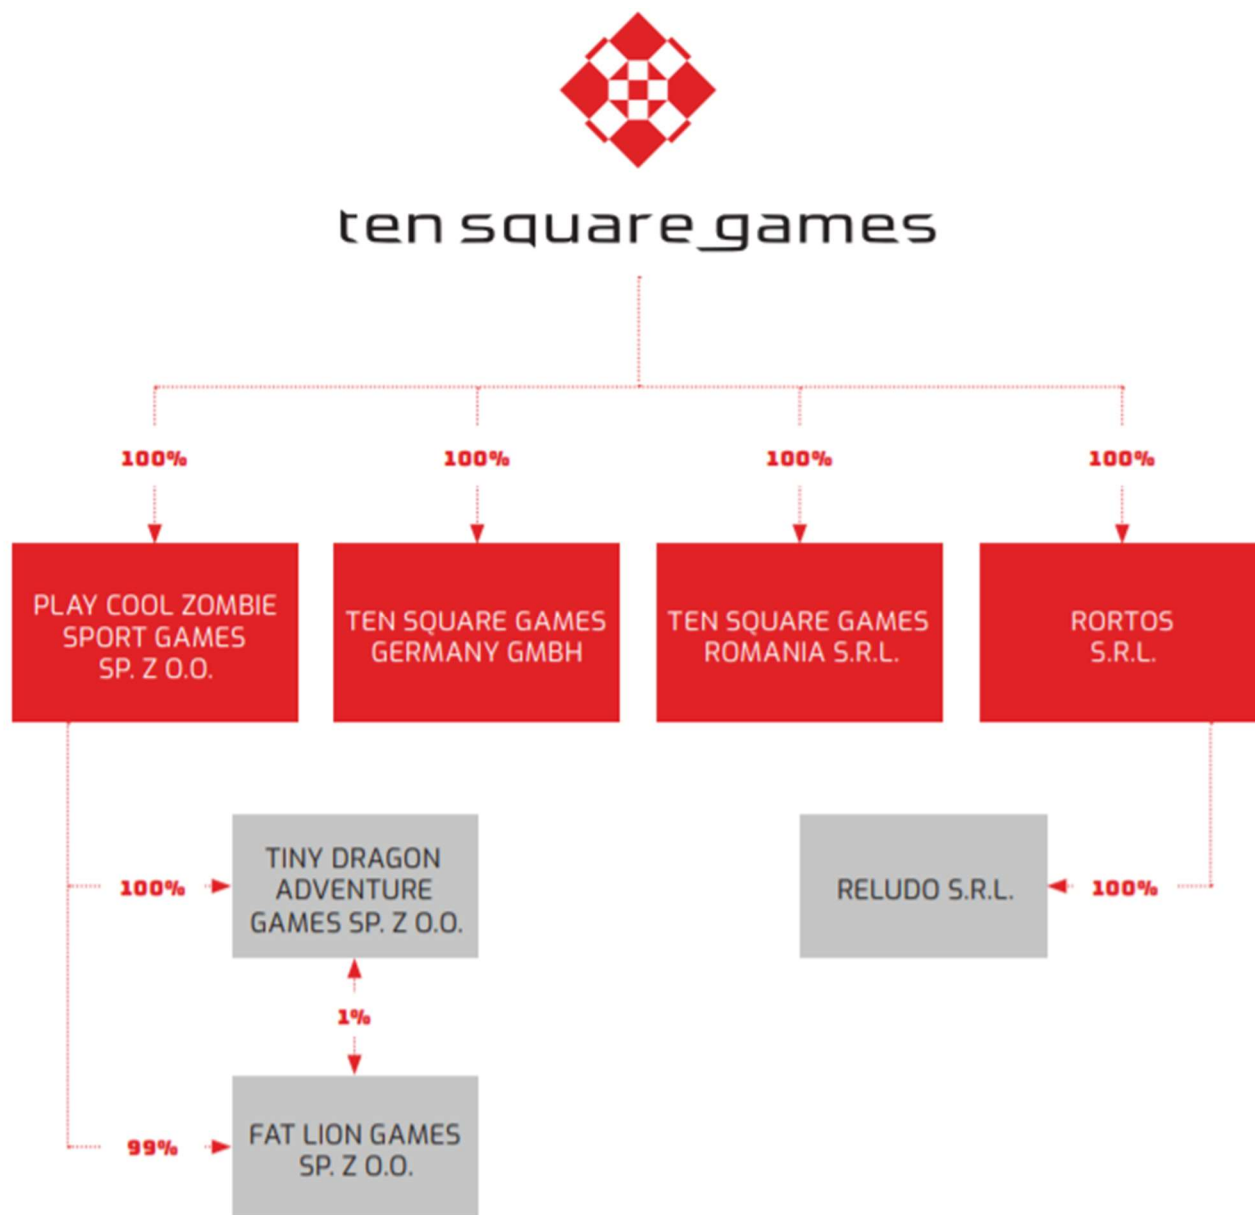 ten square games
100%
100%
100%
100%
PLAY COOL ZOMBIE
SPORT GAMES
SP. Z O.O.
TEN SQUARE GAMES
GERMANY GMBH
TEN SQUARE GAMES
ROMANIA S.R.L.
RORTOS
S.R.L.
100%
TINY DRAGON
ADVENTURE
GAMES SP. Z O.O.
RELUDO S.R.L.
100%
1%
99%
FAT LION GAMES
SP. Z O.O.